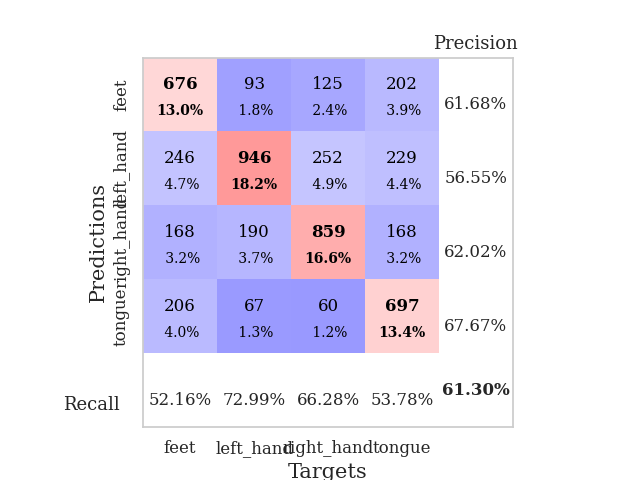 Precision
feet
676 93 125 202 61.68%
13.0% 1.8% 2.4% 3.9%
left_hand
246 946 252 229 56.55%
4.7% 18.2% 4.9% 4.4%
right_hand
168 190 859 168 62.02%
3.2% 3.7% 16.6% 3.2%
tongue
206 67 60 697 67.67%
4.0% 1.3% 1.2% 13.4%
Predictions
Recall 52.16% 72.99% 66.28% 53.78% 61.30%
feet left_hand right_hand tongue
Targets